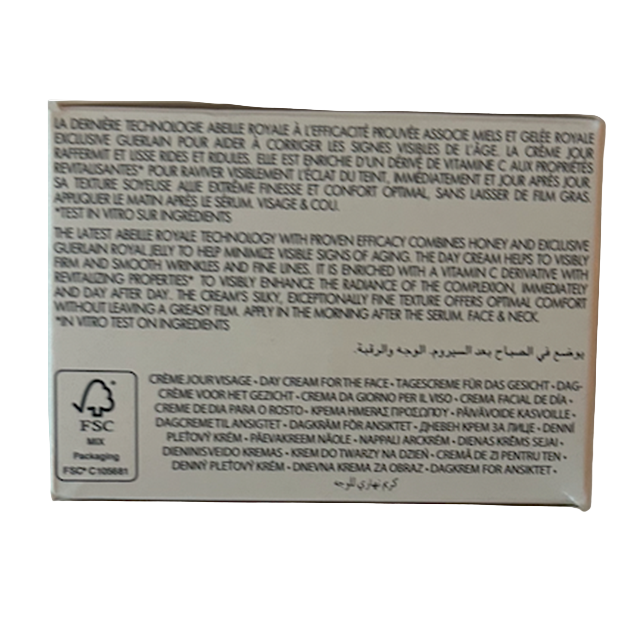 LA DERNIÈRE TECHNOLOGIE ABEILLE ROYALE À L'EFFICACITÉ PROUVÉE ASSOCIE MIELS ET GELÉE ROYALE
EXCLUSIVE GUERLAIN POUR AIDER À CORRIGER LES SIGNES VISIBLES DE L'ÂGE. LA CRÈME JOUR
RAFFERMIT ET LISSE RIDES ET RIDULES. ELLE EST ENRICHIE D'UN DÉRIVÉ DE VITAMINE C AUX PROPRIÉTÉS
REVITALISANTES* POUR RAVIVER VISIBLEMENT L'ÉCLAT DU TEINT, IMMÉDIATEMENT ET JOUR APRÈS JOUR.
SA TEXTURE SOYEUSE ALLIE EXTRÊME FINESSE ET CONFORT OPTIMAL, SANS LAISSER DE FILM GRAS.
APPLIQUER LE MATIN APRÈS LE SÉRUM. VISAGE & COU.
*TEST IN VITRO SUR INGRÉDIENTS
THE LATEST ABEILLE ROYALE TECHNOLOGY WITH PROVEN EFFICACY COMBINES HONEY AND EXCLUSIVE
GUERLAIN ROYAL JELLY TO HELP MINIMIZE VISIBLE SIGNS OF AGING. THE DAY CREAM HELPS TO VISIBLY
FIRM AND SMOOTH WRINKLES AND FINE LINES. IT IS ENRICHED WITH A VITAMIN C DERIVATIVE WITH
REVITALIZING PROPERTIES* TO VISIBLY ENHANCE THE RADIANCE OF THE COMPLEXION, IMMEDIATELY
AND DAY AFTER DAY. THE CREAM'S SILKY, EXCEPTIONALLY FINE TEXTURE OFFERS OPTIMAL COMFORT
WITHOUT LEAVING A GREASY FILM. APPLY IN THE MORNING AFTER THE SERUM. FACE & NECK.
*IN VITRO TEST ON INGREDIENTS
يوضع في الصباح بعد السيروم. الوجه والرقبة.
FSC
MIX
Packaging
FSC® C105681
CRÈME JOUR VISAGE • DAY CREAM FOR THE FACE • TAGESCREME FÜR DAS GESICHT • DAG-
CRÈME VOOR HET GEZICHT • CREMA DA GIORNO PER IL VISO • CREMA FACIAL DE DÍA •
CREME DE DIA PARA O ROSTO • ΚΡΕΜΑ ΗΜΕΡΑΣ ΠΡΟΣΩΠΟΥ • PÄIVÄVOIDE KASVOILLE •
DAGCREME TIL ANSIGTET • DAGKRÄM FÖR ANSIKTET • ДНЕВЕН КРЕМ ЗА ЛИЦЕ • DENNÍ
PLEŤOVÝ KRÉM • PÄEVAKREEM NÄOLE • NAPPALI ARCKRÉM • DIENAS KRĒMS SEJAI •
DIENINIS VEIDO KREMAS • KREM DO TWARZY NA DZIEŃ • CREMĂ DE ZI PENTRU TEN •
DENNÝ PLEŤOVÝ KRÉM • DNEVNA KREMA ZA OBRAZ • DAGKREM FOR ANSIKTET •
كرم نهاري للوجه